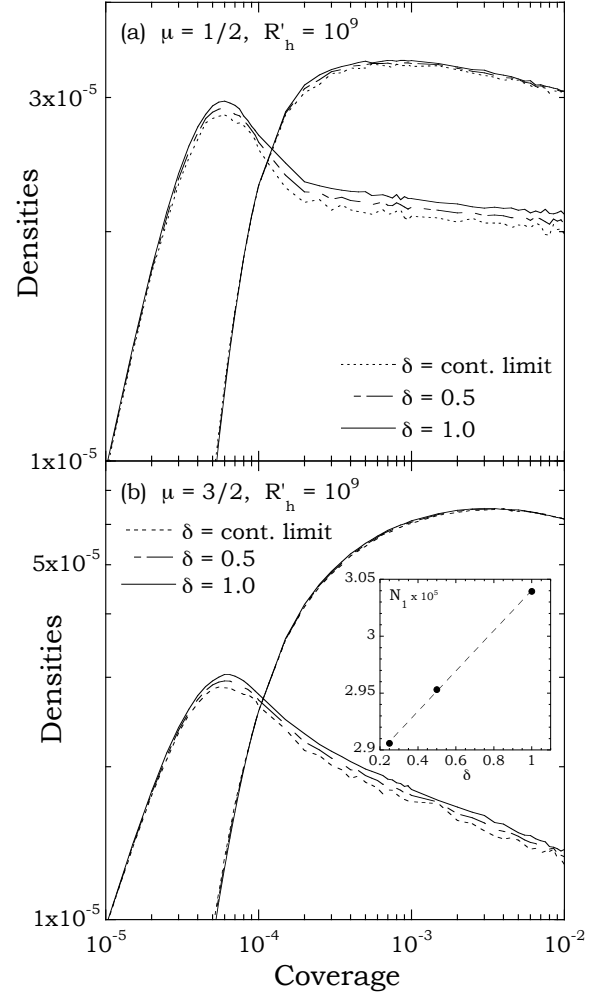 (a) μ = 1/2, R'_h = 10^9
3x10^-5
Densities
δ = cont. limit
δ = 0.5
δ = 1.0
1x10^-5
(b) μ = 3/2, R'_h = 10^9
δ = cont. limit
δ = 0.5
δ = 1.0
5x10^-5
3.05
N_1 x 10^5
3
2.95
2.9
0.2 0.4 0.6 0.8 1
δ
Densities
1x10^-5
10^-5 10^-4 10^-3 10^-2
Coverage